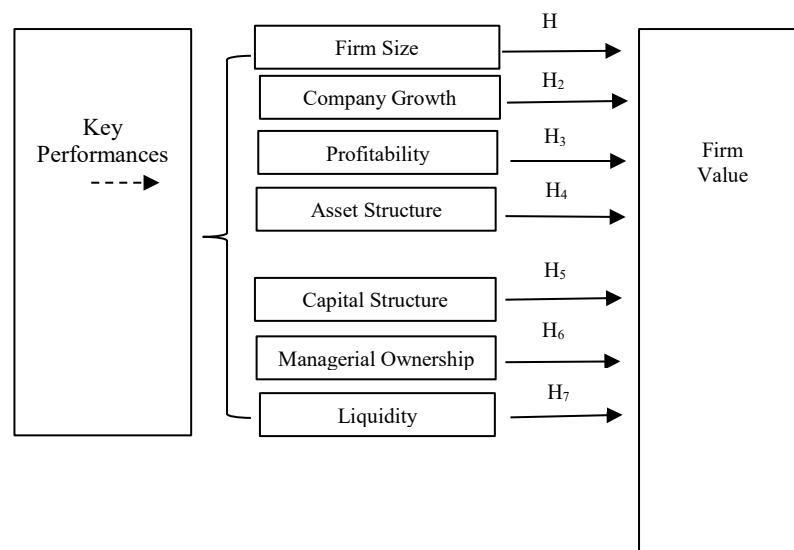 Key
Performances
Firm Size
H
Company Growth
H₂
Profitability
H₃
Asset Structure
H₄
Capital Structure
H₅
Managerial Ownership
H₆
Liquidity
H₇
Firm
Value